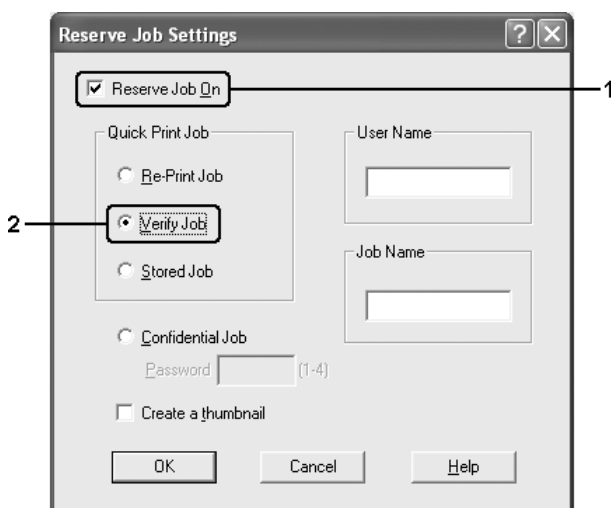 Reserve Job Settings
Reserve Job On
1
Quick Print Job
User Name
Re-Print Job
2
Verify Job
Job Name
Stored Job
Confidential Job
Password (1-4)
Create a thumbnail
OK Cancel Help